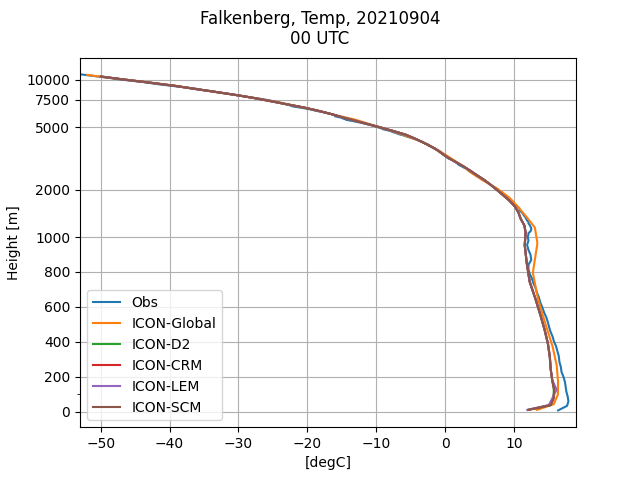 Falkenberg, Temp, 20210904
00 UTC
10000
7500
5000
2000
1000
800
600
400
200
0
Height [m]
Obs
ICON-Global
ICON-D2
ICON-CRM
ICON-LEM
ICON-SCM
−50 −40 −30 −20 −10 0 10
[degC]